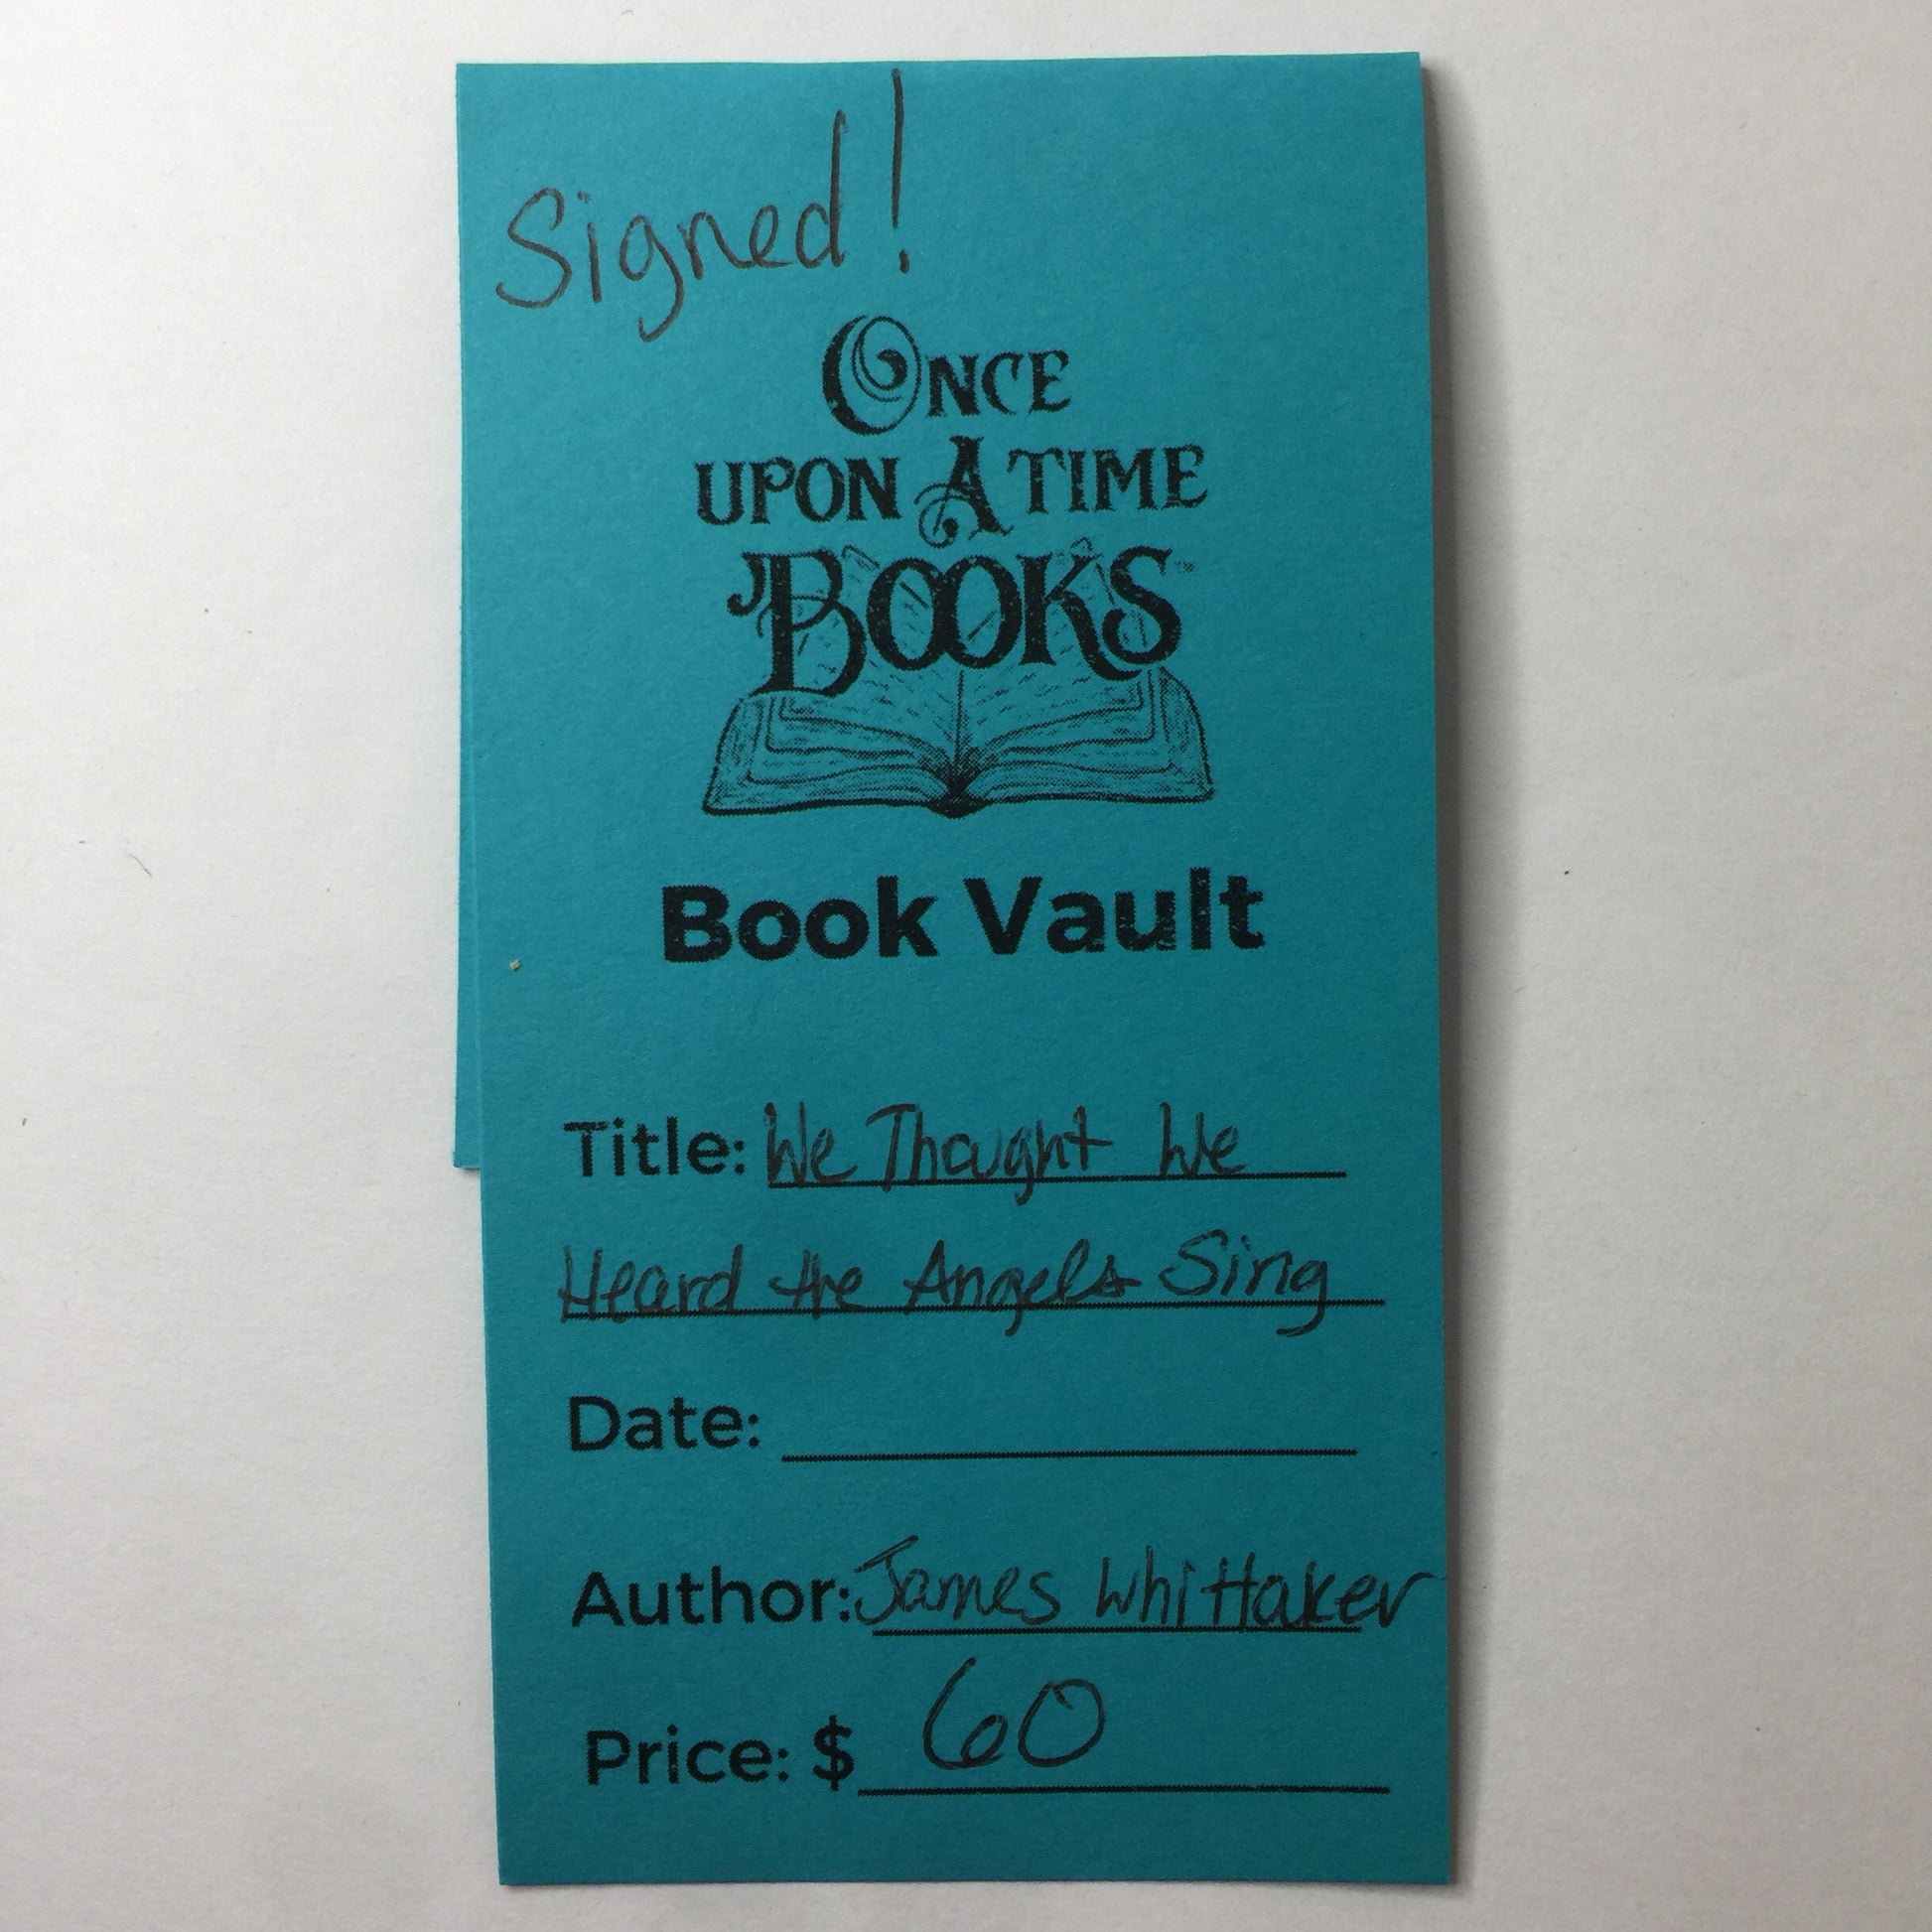 Signed!
ONCE
UPON A TIME
BOOKS
Book Vault
Title: We Thought We
Heard the Angels Sing
Date:
Author: James Whittaker
Price: $ 60